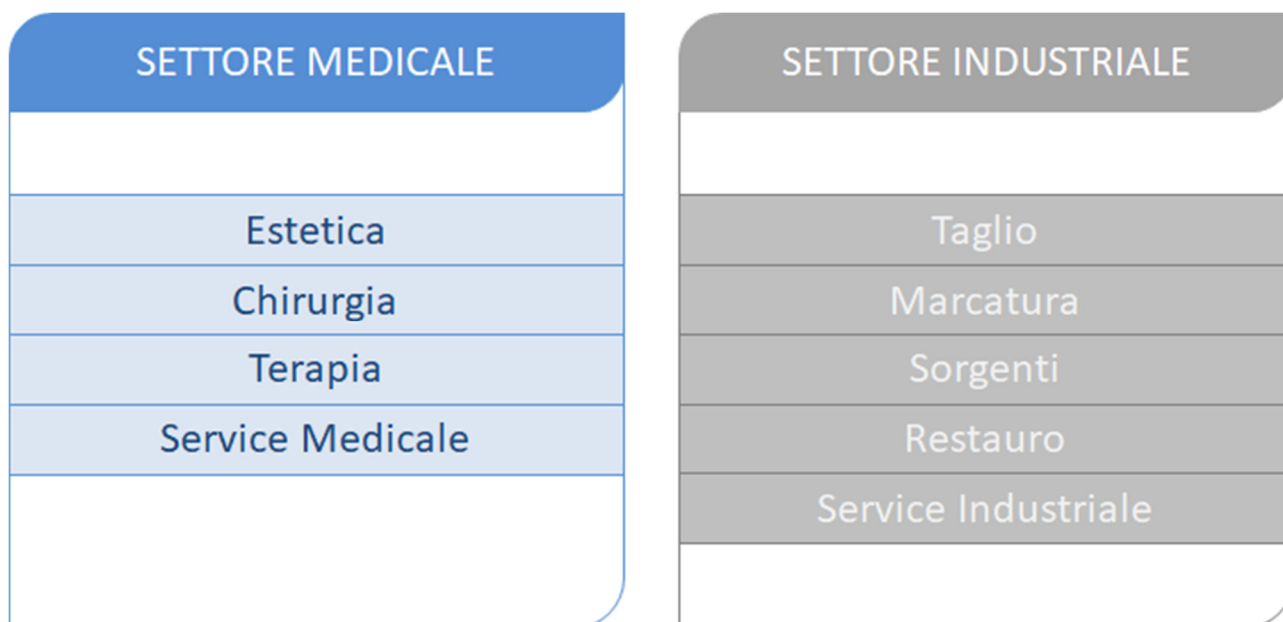 SETTORE MEDICALE
Estetica
Chirurgia
Terapia
Service Medicale
SETTORE INDUSTRIALE
Taglio
Marcatura
Sorgenti
Restauro
Service Industriale